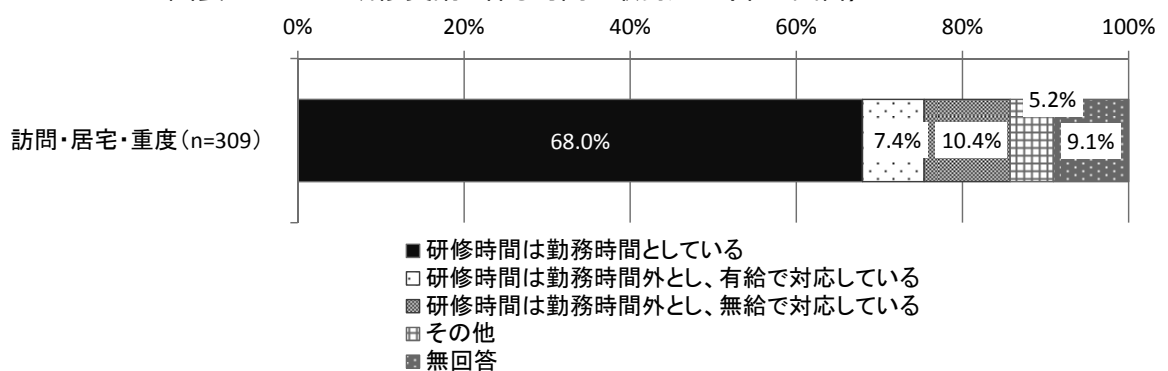 0% 20% 40% 60% 80% 100%
5.2%
訪問・居宅・重度(n=309) 68.0% 7.4% 10.4% 9.1%
研修時間は勤務時間としている
研修時間は勤務時間外とし、有給で対応している
研修時間は勤務時間外とし、無給で対応している
その他
無回答